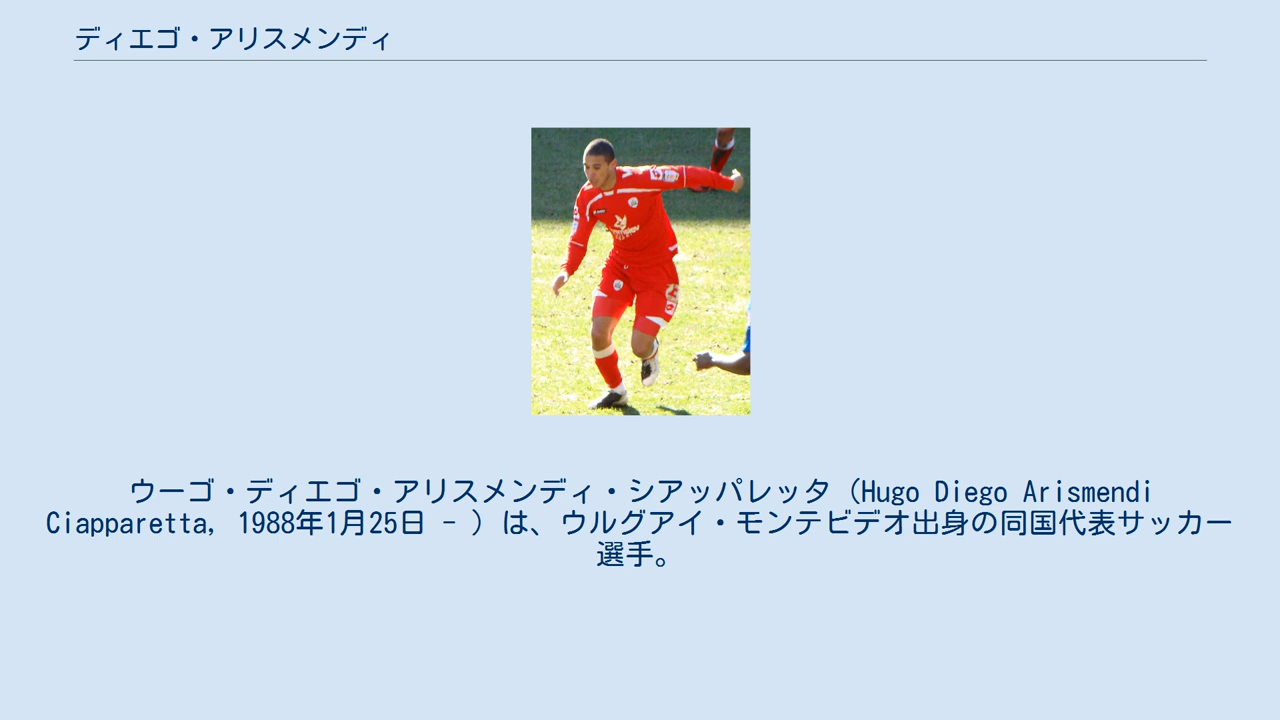 ディエゴ・アリスメンディ
ウーゴ・ディエゴ・アリスメンディ・シアッパレッタ（Hugo Diego Arismendi
Ciapparetta, 1988年1月25日 - ）は、ウルグアイ・モンテビデオ出身の同国代表サッカー
選手。